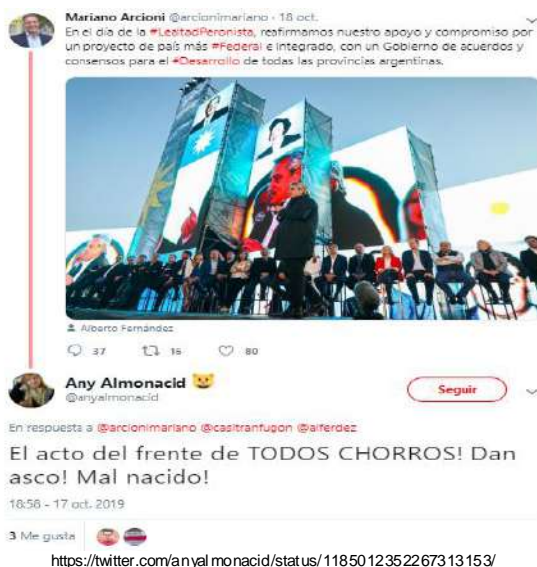 Mariano Arcioni @arcionimariano · 18 oct.
En el día de la #LealtadPeronista, reafirmamos nuestro apoyo y compromiso por
un proyecto de país más #Federal e Integrado, con un Gobierno de acuerdos y
consensos para el #Desarrollo de todas las provincias argentinas.
Alberto Fernández
37 16 80
Any Almonacid
@anyalmonacid
Seguir
En respuesta a @arcionimariano @casitranfugon @alferdez
El acto del frente de TODOS CHORROS! Dan
asco! Mal nacido!
18:58 - 17 oct. 2019
3 Me gusta
https://twitter.com/anyalmonacid/status/1185012352267313153/